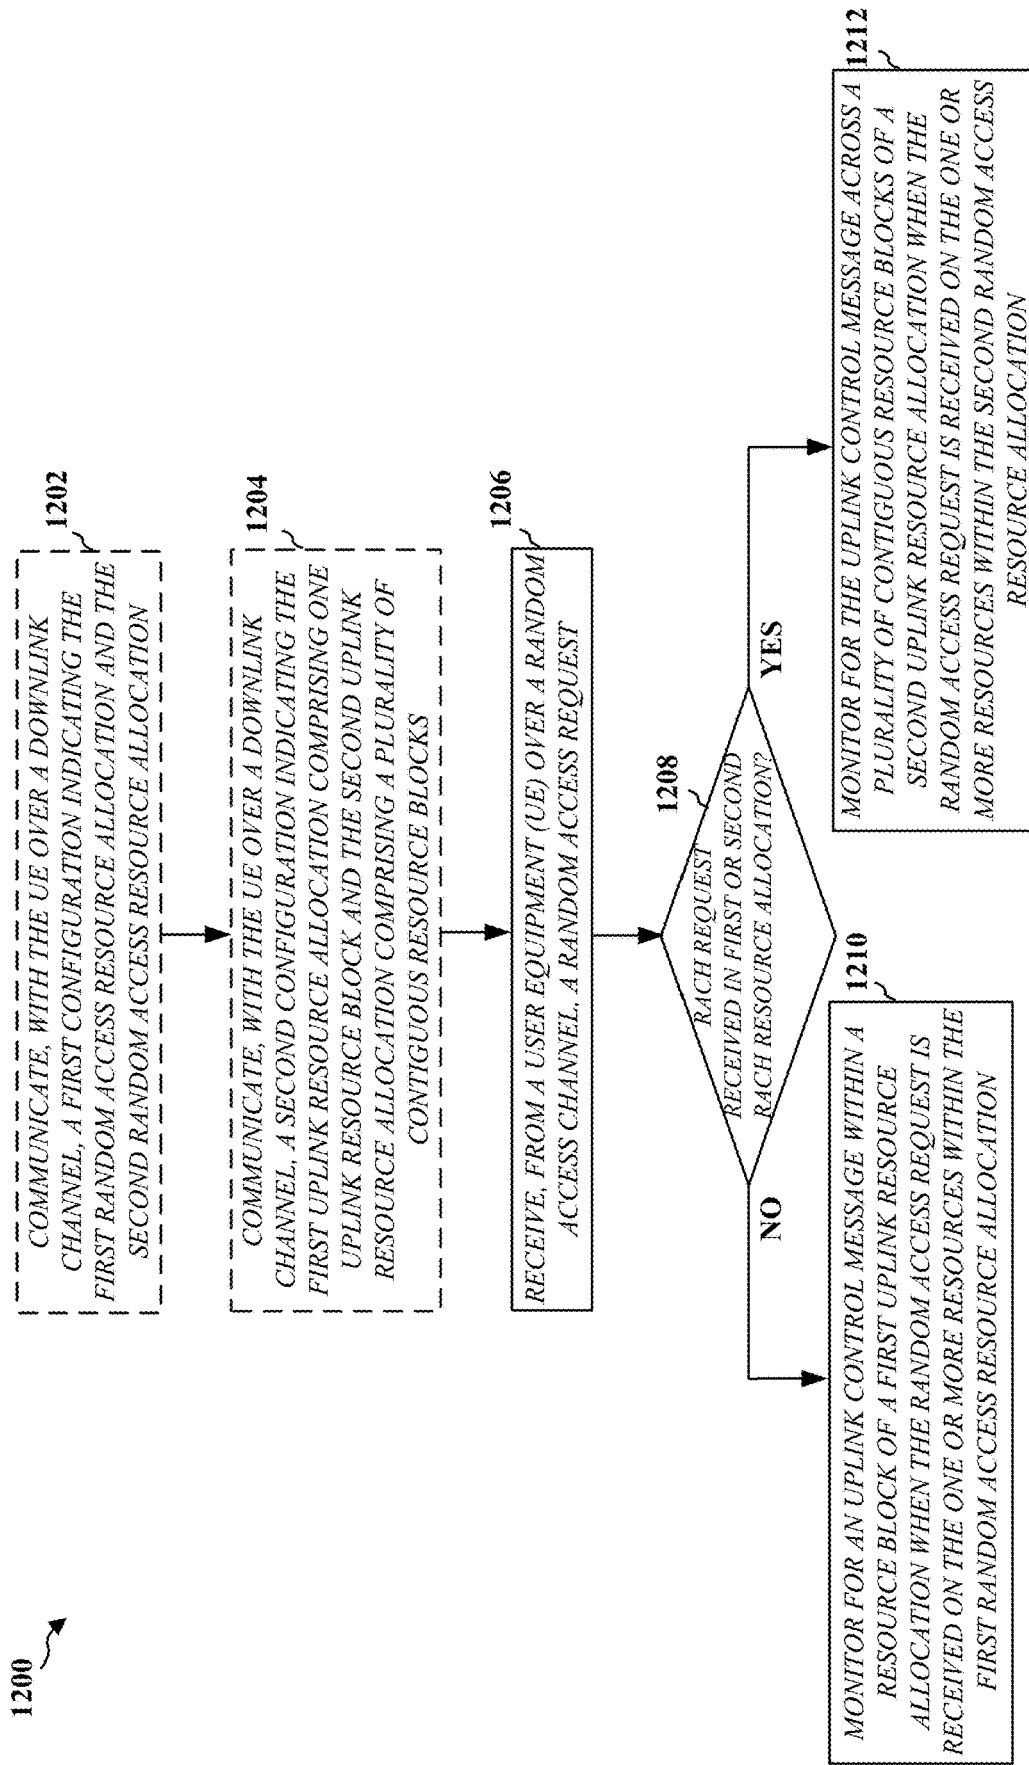 1200
COMMUNICATE, WITH THE UE OVER A DOWNLINK
CHANNEL, A FIRST CONFIGURATION INDICATING THE
FIRST RANDOM ACCESS RESOURCE ALLOCATION AND THE
SECOND RANDOM ACCESS RESOURCE ALLOCATION
1202
COMMUNICATE, WITH THE UE OVER A DOWNLINK
CHANNEL, A SECOND CONFIGURATION INDICATING THE
FIRST UPLINK RESOURCE ALLOCATION COMPRISING ONE
UPLINK RESOURCE BLOCK AND THE SECOND UPLINK
RESOURCE ALLOCATION COMPRISING A PLURALITY OF
CONTIGUOUS RESOURCE BLOCKS
1204
RECEIVE, FROM A USER EQUIPMENT (UE) OVER A RANDOM
ACCESS CHANNEL, A RANDOM ACCESS REQUEST
1206
RACH REQUEST
RECEIVED IN FIRST OR SECOND
RACH RESOURCE ALLOCATION?
1208
NO
YES
MONITOR FOR AN UPLINK CONTROL MESSAGE WITHIN A
RESOURCE BLOCK OF A FIRST UPLINK RESOURCE
ALLOCATION WHEN THE RANDOM ACCESS REQUEST IS
RECEIVED ON THE ONE OR MORE RESOURCES WITHIN THE
FIRST RANDOM ACCESS RESOURCE ALLOCATION
1210
MONITOR FOR THE UPLINK CONTROL MESSAGE ACROSS A
PLURALITY OF CONTIGUOUS RESOURCE BLOCKS OF A
SECOND UPLINK RESOURCE ALLOCATION WHEN THE
RANDOM ACCESS REQUEST IS RECEIVED ON THE ONE OR
MORE RESOURCES WITHIN THE SECOND RANDOM ACCESS
RESOURCE ALLOCATION
1212